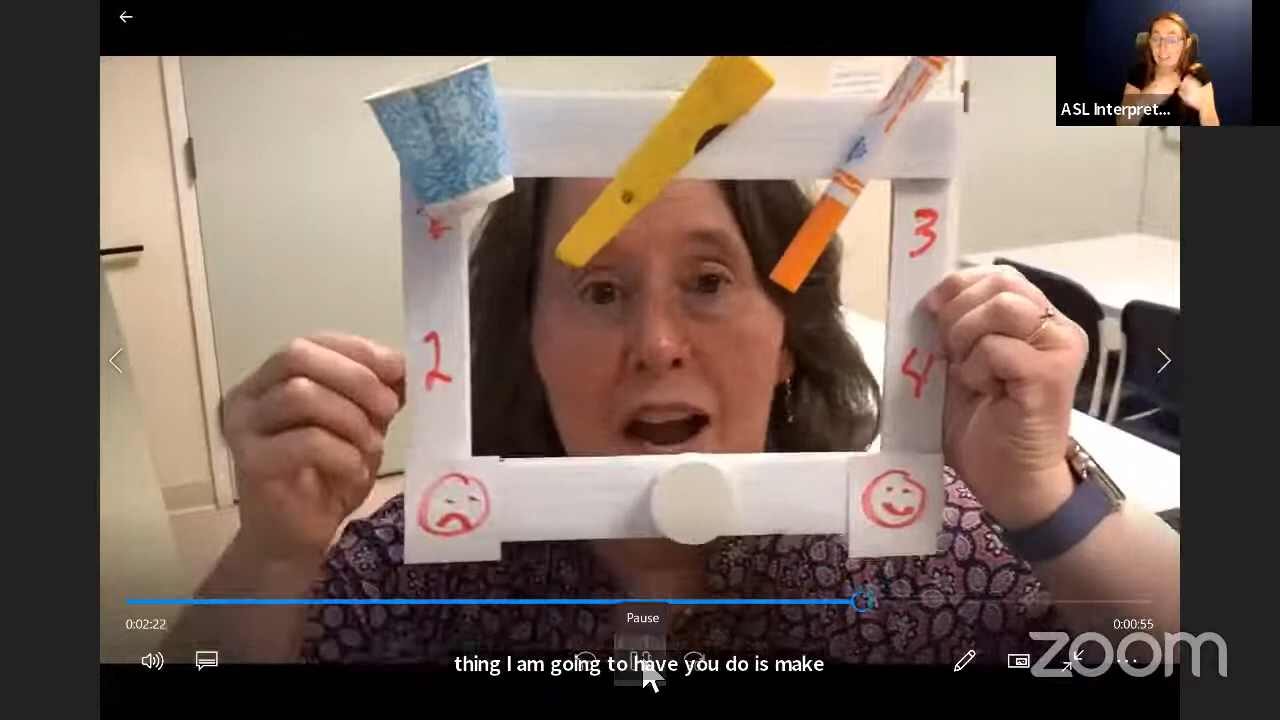 ASL Interpret...
3
2
4
0:02:22
Pause
0:00:55
thing I am going to have you do is make
zoom